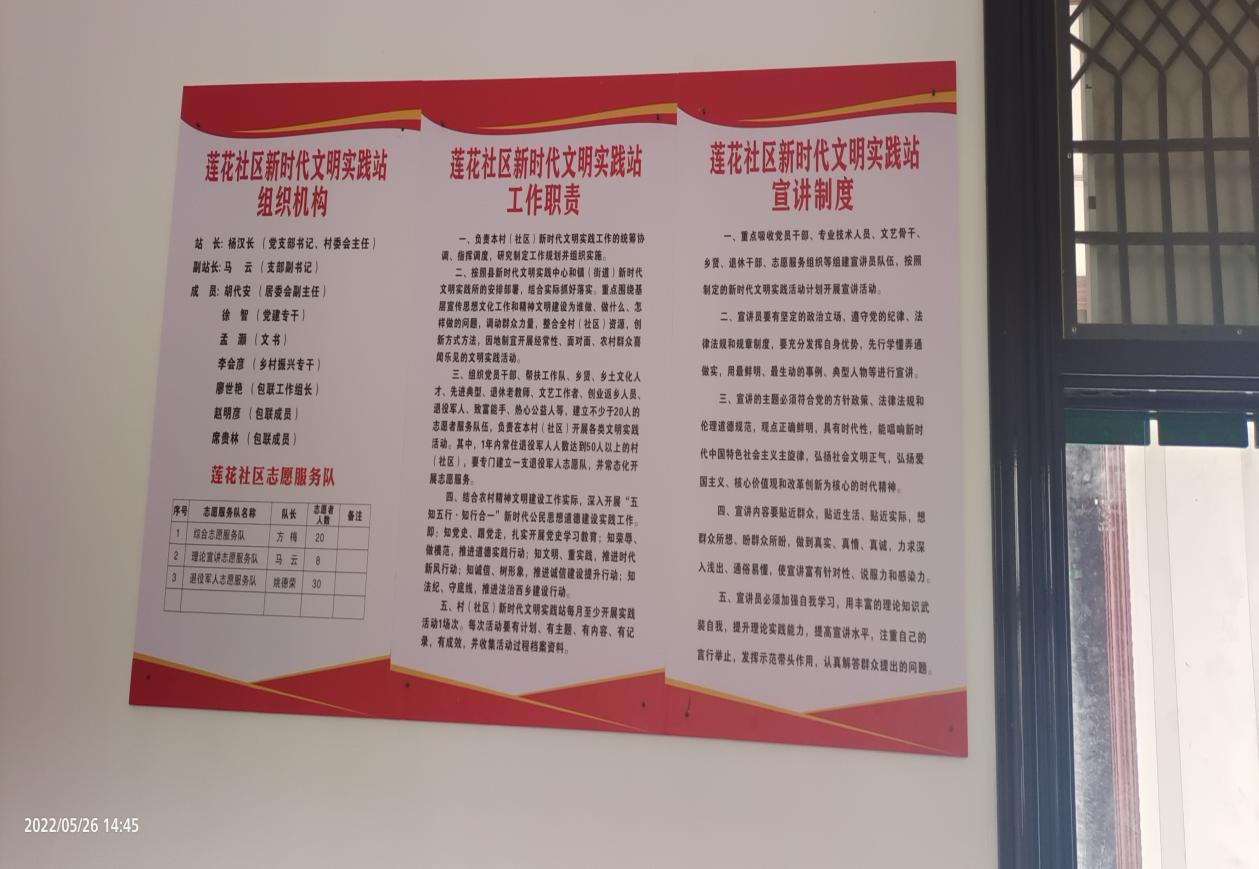 莲花社区新时代文明实践站
组织机构
站　长: 杨汉长（党支部书记、村委会主任）
副站长: 马　云（支部副书记）
成　员: 胡代安（居委会副主任）
徐　智（党建专干）
孟　灏（文书）
李会彦（乡村振兴专干）
廖世艳（包联工作组长）
赵明彦（包联成员）
席贵林（包联成员）
莲花社区志愿服务队
序号 志愿服务队名称 队长 志愿者人数 备注
1 综合志愿服务队 方　梅 20
2 理论宣讲志愿服务队 马　云 8
3 退役军人志愿服务队 姚德荣 30
莲花社区新时代文明实践站
工作职责
一、负责本村（社区）新时代文明实践工作的统筹协
调、指挥调度，研究制定工作规划并组织实施。
二、按照县新时代文明实践中心和镇（街道）新时代
文明实践所的安排部署，结合实际抓好落实。重点围绕基
层宣传思想文化工作和精神文明建设为谁做、做什么、怎
样做的问题，调动群众力量，整合全村（社区）资源，创
新方式方法，因地制宜开展经常性、面对面、农村群众喜
闻乐见的文明实践活动。
三、组织党员干部、帮扶工作队、乡贤、乡土文化人
才、先进典型、退休老教师、文艺工作者、创业返乡人员、
退役军人、致富能手、热心公益人等，建立不少于20人的
志愿者服务队伍，负责在本村（社区）开展各类文明实践
活动。其中，1年内常住退役军人人数达到50人以上的村
（社区），要专门建立一支退役军人志愿队，并常态化开
展志愿服务。
四、结合农村精神文明建设工作实际，深入开展“五
知五行·知行合一”新时代公民思想道德建设实践工作。
即：知党史、跟党走，扎实开展党史学习教育；知荣辱、
做模范，推进道德实践行动；知文明、重实践，推进时代
新风行动；知诚信、树形象，推进诚信建设提升行动；知
法纪、守底线，推进法治西乡建设行动。
五、村（社区）新时代文明实践站每月至少开展实践
活动1场次。每次活动要有计划、有主题、有内容、有记
录，有成效，并收集活动过程档案资料。
莲花社区新时代文明实践站
宣讲制度
一、重点吸收党员干部、专业技术人员、文艺骨干、
乡贤、退休干部、志愿服务组织等组建宣讲员队伍，按照
制定的新时代文明实践活动计划开展宣讲活动。
二、宣讲员要有坚定的政治立场，遵守党的纪律、法
律法规和规章制度，要充分发挥自身优势，先行学懂弄通
做实，用最鲜明、最生动的事例、典型人物等进行宣讲。
三、宣讲的主题必须符合党的方针政策、法律法规和
伦理道德规范，观点正确鲜明，具有时代性，能唱响新时
代中国特色社会主义主旋律，弘扬社会文明正气，弘扬爱
国主义、核心价值观和改革创新为核心的时代精神。
四、宣讲内容要贴近群众，贴近生活、贴近实际，想
群众所想、盼群众所盼，做到真实、真情、真诚，力求深
入浅出、通俗易懂，使宣讲富有针对性、说服力和感染力。
五、宣讲员必须加强自我学习，用丰富的理论知识武
装自我，提升理论实践能力，提高宣讲水平，注重自己的
言行举止，发挥示范带头作用，认真解答群众提出的问题。
2022/05/26 14:45